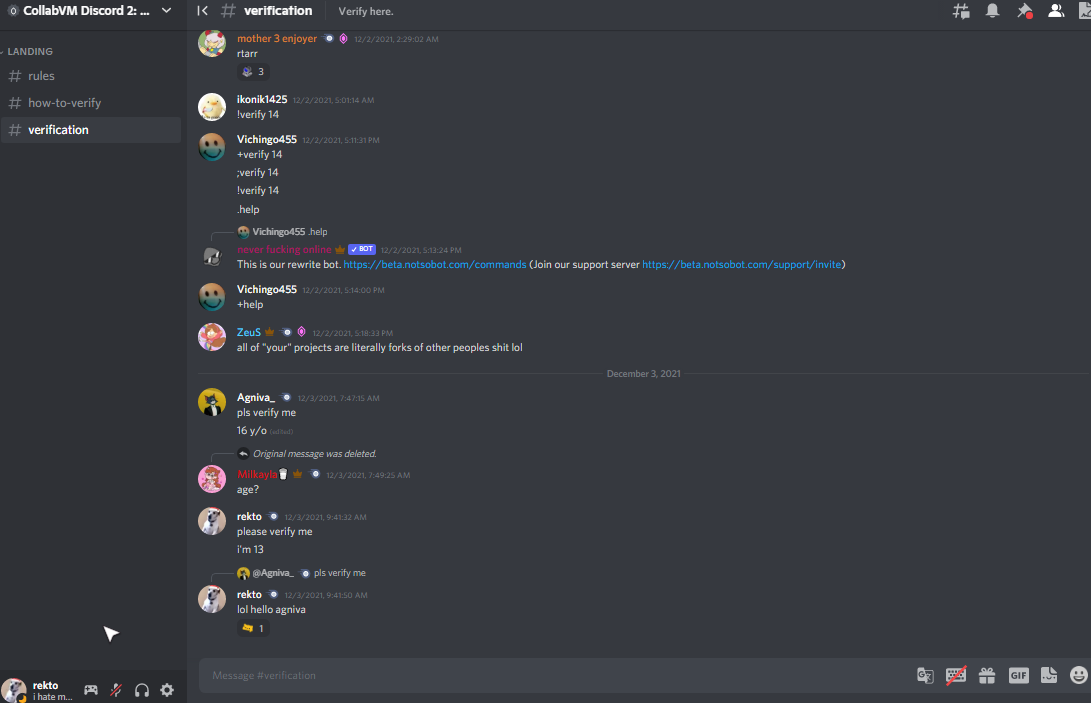 CollabVM Discord 2: ...
verification
Verify here.
LANDING
rules
how-to-verify
verification
mother 3 enjoyer 12/2/2021, 2:29:02 AM
rtarr
3
ikonik1425 12/2/2021, 5:01:14 AM
!verify 14
Vichingo455 12/2/2021, 5:11:31 PM
+verify 14
;verify 14
!verify 14
.help
Vichingo455 .help
never fucking online BOT 12/2/2021, 5:13:24 PM
This is our rewrite bot. https://beta.notsobot.com/commands (Join our support server https://beta.notsobot.com/support/invite)
Vichingo455 12/2/2021, 5:14:00 PM
+help
ZeuS 12/2/2021, 5:18:33 PM
all of "your" projects are literally forks of other peoples shit lol
December 3, 2021
Agniva_ 12/3/2021, 7:47:15 AM
pls verify me
16 y/o (edited)
Original message was deleted.
Milkayla 12/3/2021, 7:49:25 AM
age?
rekto 12/3/2021, 9:41:32 AM
please verify me
i'm 13
@Agniva_ pls verify me
rekto 12/3/2021, 9:41:50 AM
lol hello agniva
1
Message #verification
GIF
rekto
i hate m...